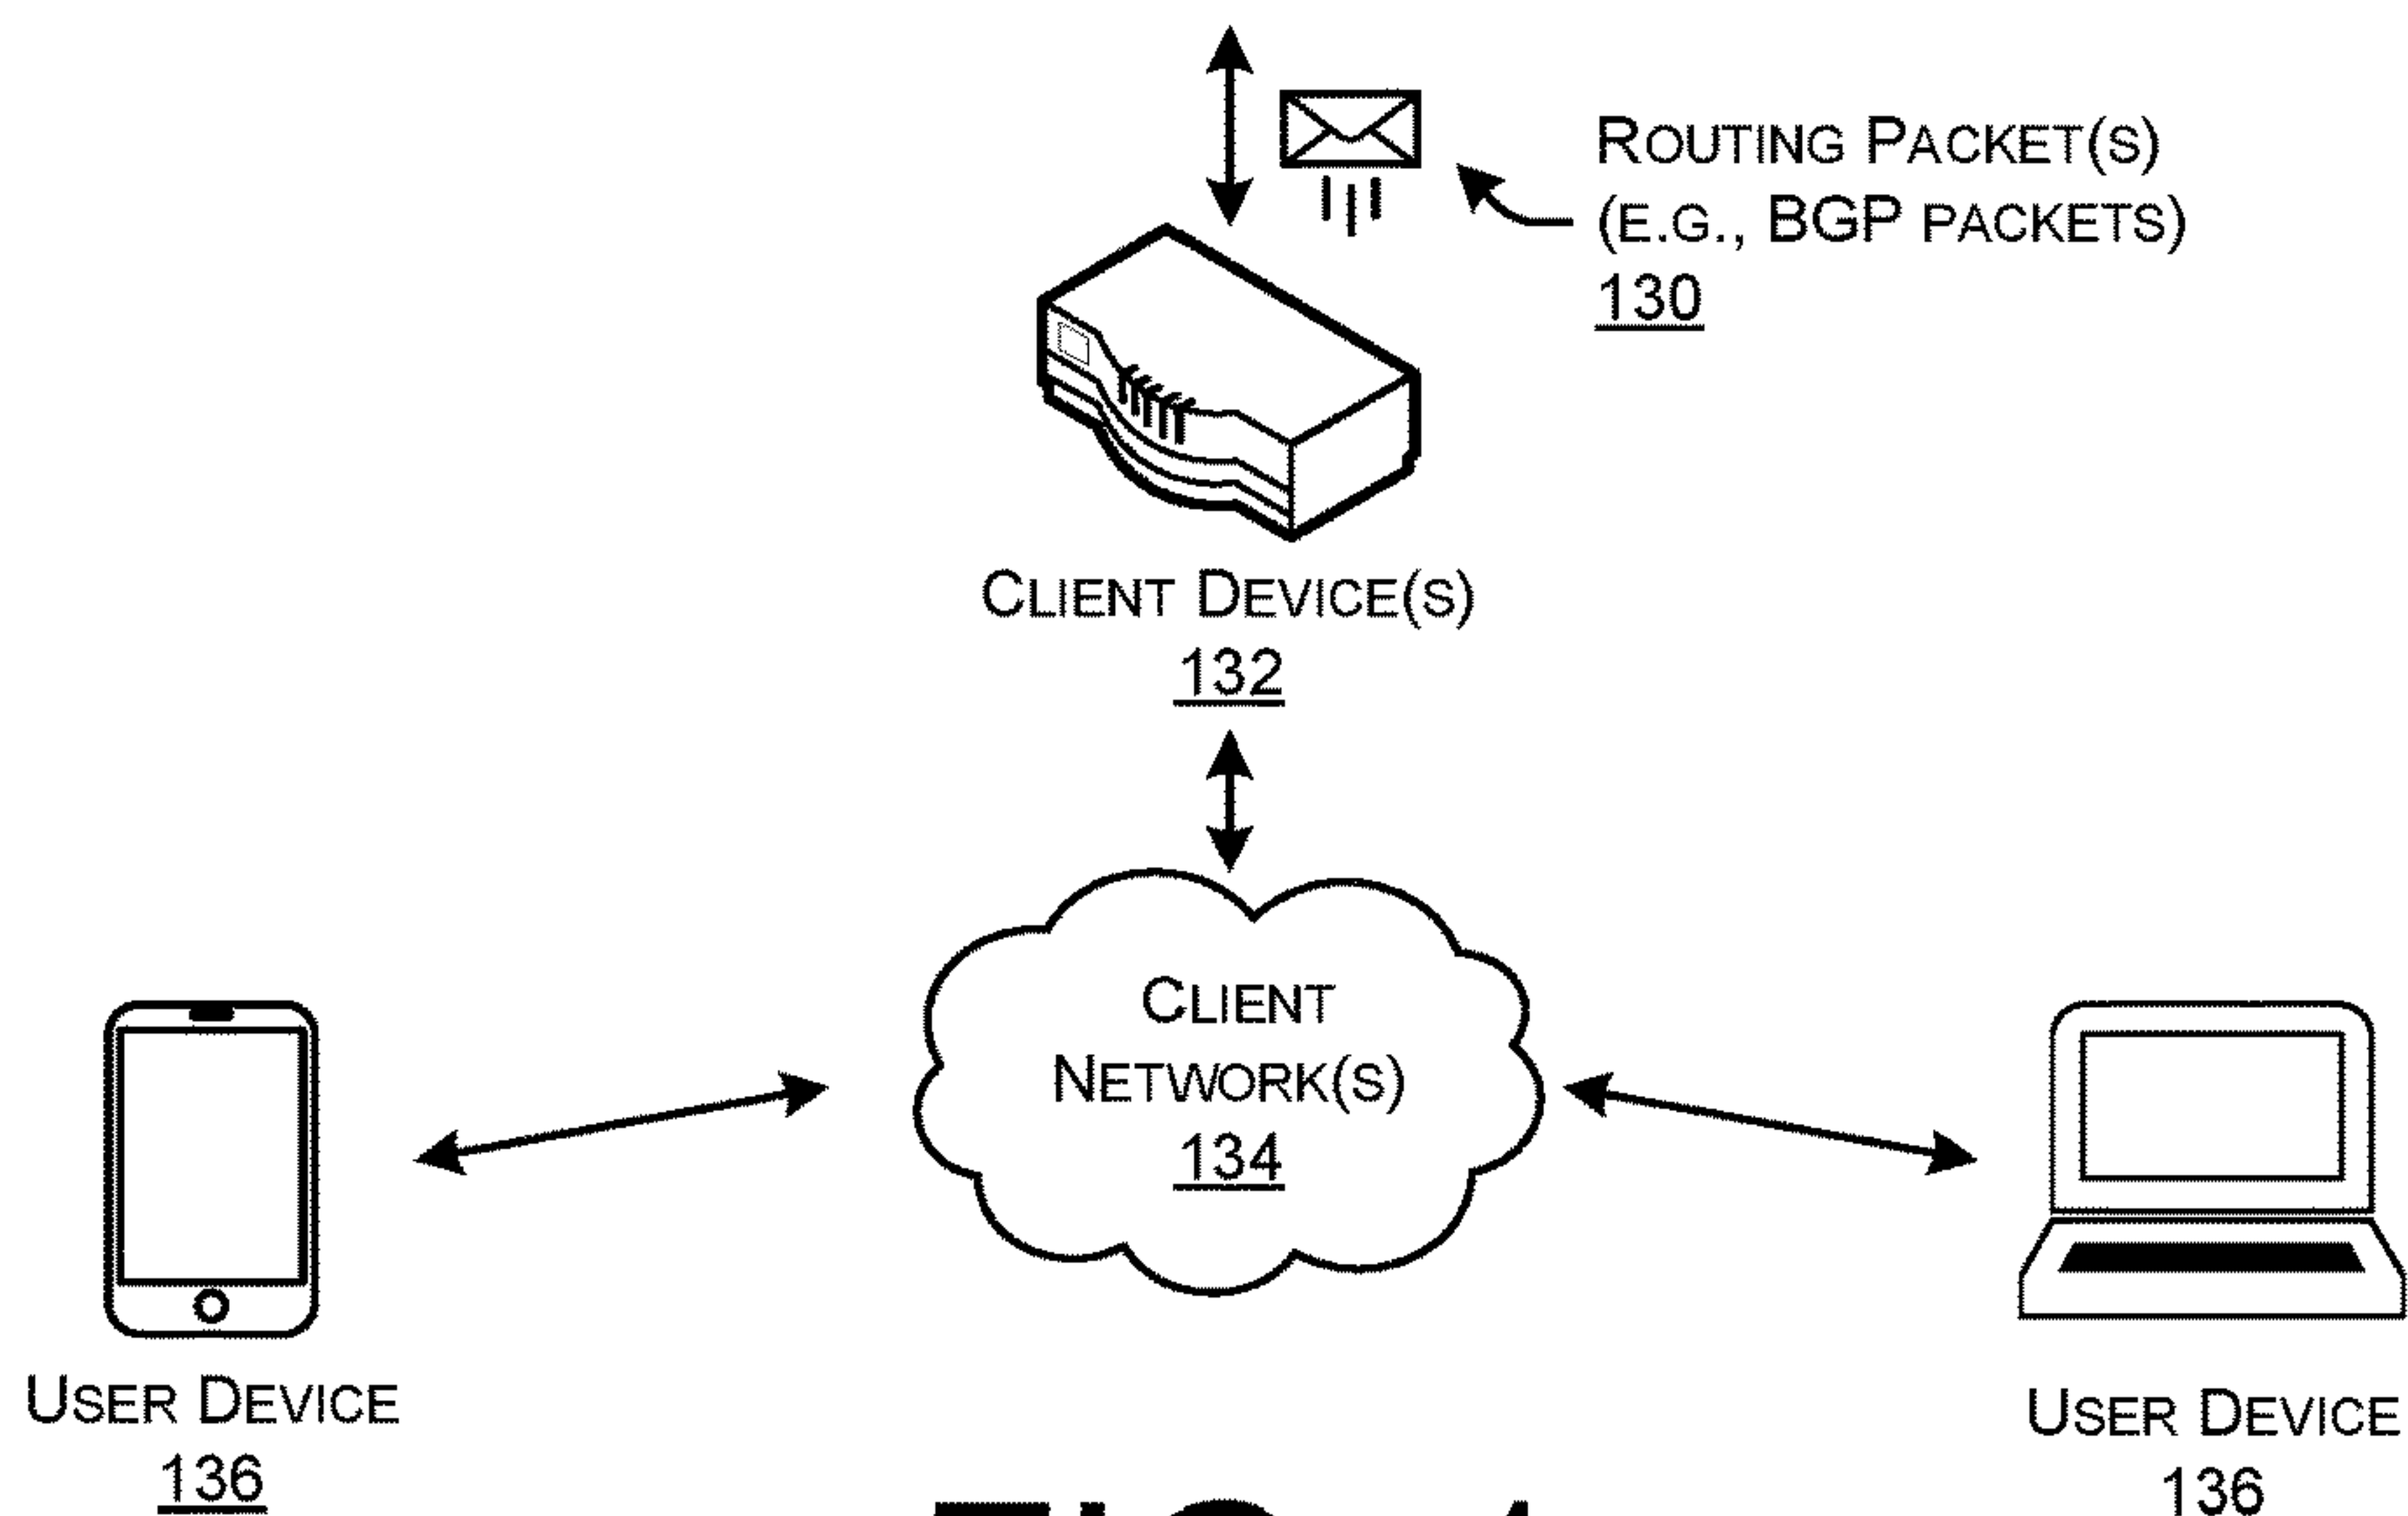 ROUTING PACKET(S)
(E.G., BGP PACKETS)
130
CLIENT DEVICE(S)
132
CLIENT
NETWORK(S)
134
USER DEVICE
136
USER DEVICE
136